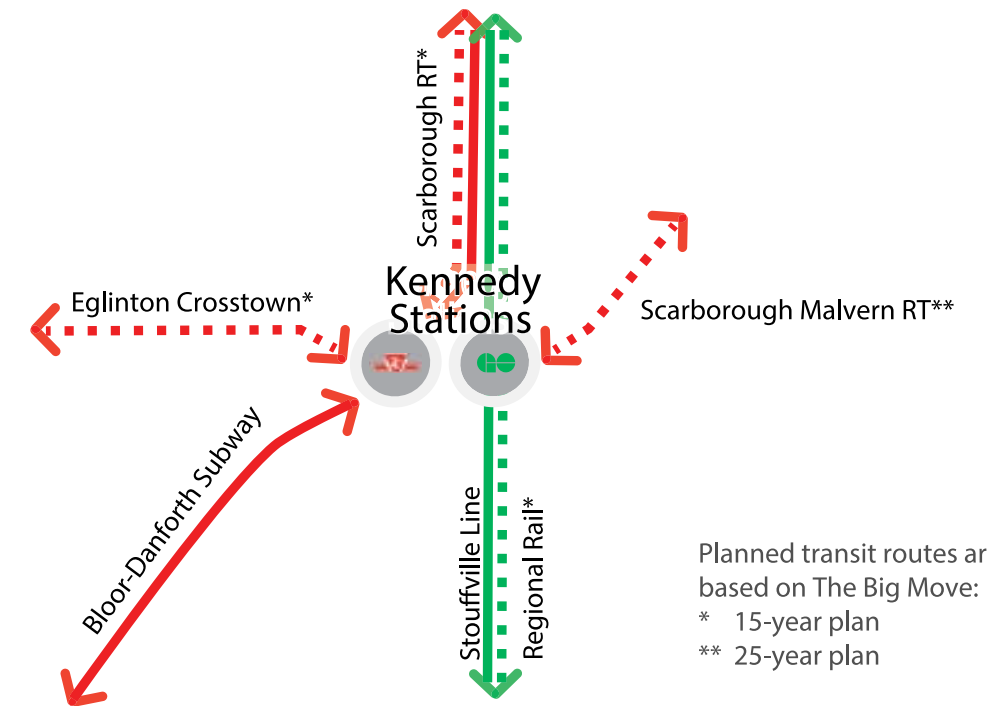 Scarborough RT*
Kennedy
Stations
Eglinton Crosstown*
Scarborough Malvern RT**
GO
Bloor-Danforth Subway
Stouffville Line
Regional Rail*
Planned transit routes ar
based on The Big Move:
* 15-year plan
** 25-year plan